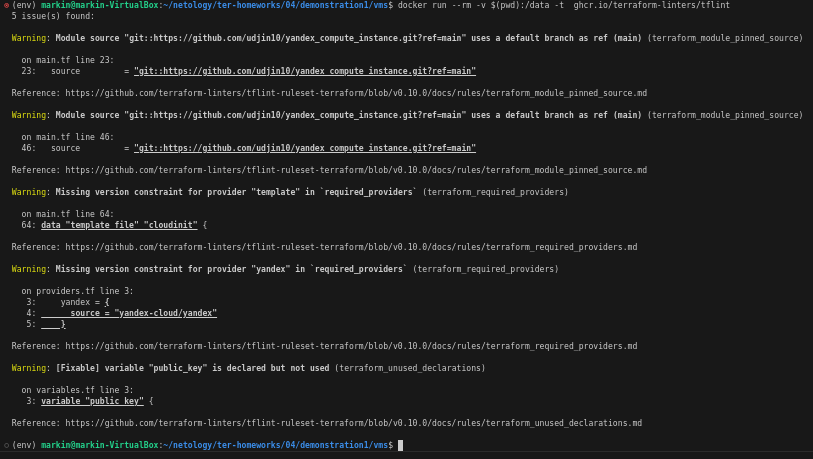 (env) markin@markin-VirtualBox:~/netology/ter-homeworks/04/demonstration1/vms$ docker run --rm -v $(pwd):/data -t  ghcr.io/terraform-linters/tflint
5 issue(s) found:
Warning: Module source "git::https://github.com/udjin10/yandex_compute_instance.git?ref=main" uses a default branch as ref (main) (terraform_module_pinned_source)
on main.tf line 23:
23:   source         = "git::https://github.com/udjin10/yandex_compute_instance.git?ref=main"
Reference: https://github.com/terraform-linters/tflint-ruleset-terraform/blob/v0.10.0/docs/rules/terraform_module_pinned_source.md
Warning: Module source "git::https://github.com/udjin10/yandex_compute_instance.git?ref=main" uses a default branch as ref (main) (terraform_module_pinned_source)
on main.tf line 46:
46:   source         = "git::https://github.com/udjin10/yandex_compute_instance.git?ref=main"
Reference: https://github.com/terraform-linters/tflint-ruleset-terraform/blob/v0.10.0/docs/rules/terraform_module_pinned_source.md
Warning: Missing version constraint for provider "template" in `required_providers` (terraform_required_providers)
on main.tf line 64:
64: data "template_file" "cloudinit" {
Reference: https://github.com/terraform-linters/tflint-ruleset-terraform/blob/v0.10.0/docs/rules/terraform_required_providers.md
Warning: Missing version constraint for provider "yandex" in `required_providers` (terraform_required_providers)
on providers.tf line 3:
3:     yandex = {
4:       source = "yandex-cloud/yandex"
5:     }
Reference: https://github.com/terraform-linters/tflint-ruleset-terraform/blob/v0.10.0/docs/rules/terraform_required_providers.md
Warning: [Fixable] variable "public_key" is declared but not used (terraform_unused_declarations)
on variables.tf line 3:
3: variable "public_key" {
Reference: https://github.com/terraform-linters/tflint-ruleset-terraform/blob/v0.10.0/docs/rules/terraform_unused_declarations.md
(env) markin@markin-VirtualBox:~/netology/ter-homeworks/04/demonstration1/vms$